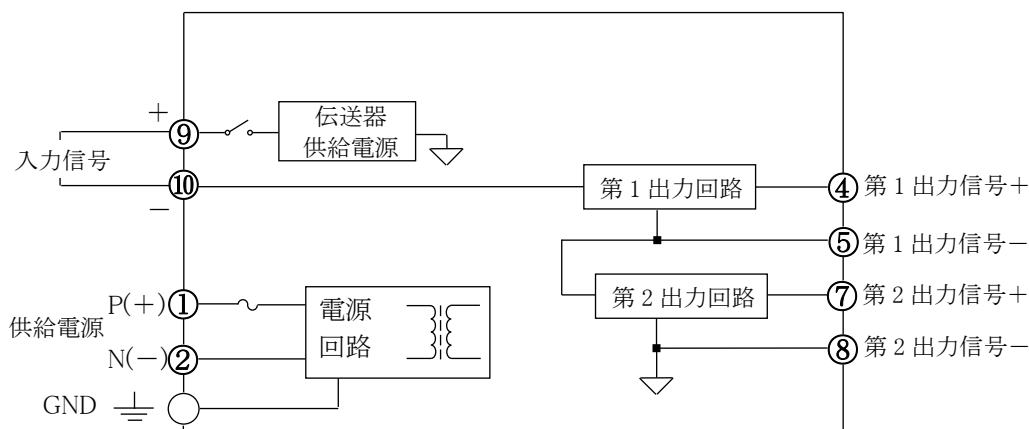 +
⑨
伝送器
供給電源
入力信号
⑩
−
第1出力回路
④ 第1出力信号+
⑤ 第1出力信号−
第2出力回路
⑦ 第2出力信号+
⑧ 第2出力信号−
P(+) ①
供給電源
N(−) ②
電源
回路
GND